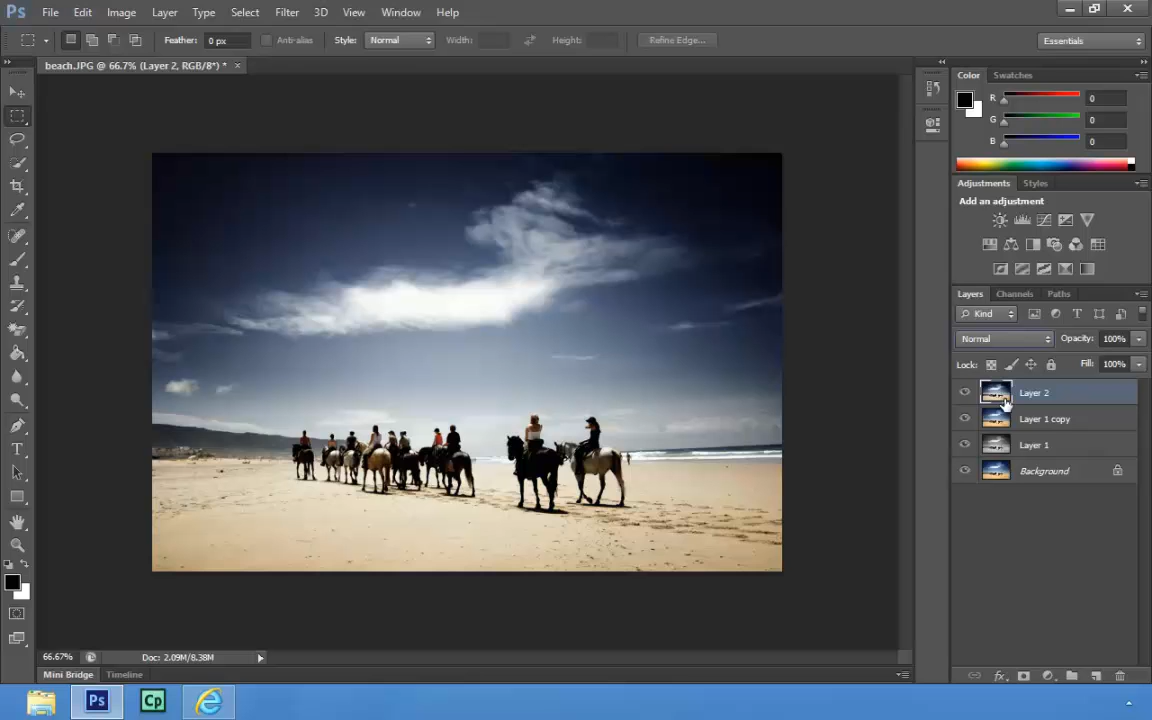 Ps File Edit Image Layer Type Select Filter 3D View Window Help
Feather: 0 px Anti-alias Style: Normal Width: Height: Refine Edge... Essentials
beach.JPG @ 66.7% (Layer 2, RGB/8*) * ×
Color Swatches
R 0
G 0
B 0
Adjustments Styles
Add an adjustment
Layers Channels Paths
Kind
Normal Opacity: 100%
Lock: Fill: 100%
Layer 2
Layer 1 copy
Layer 1
Background
66.67% Doc: 2.09M/8.38M
Mini Bridge Timeline
Ps Cp